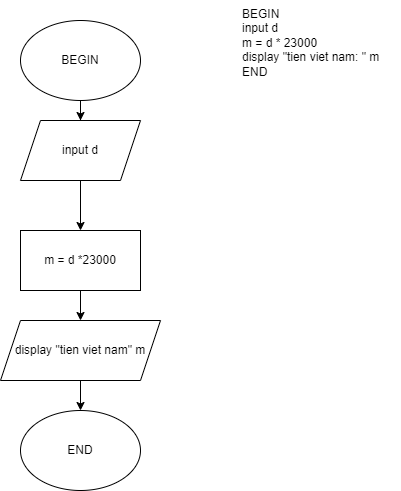 BEGIN
input d
m = d *23000
display "tien viet nam" m
END
BEGIN
input d
m = d * 23000
display "tien viet nam: " m
END